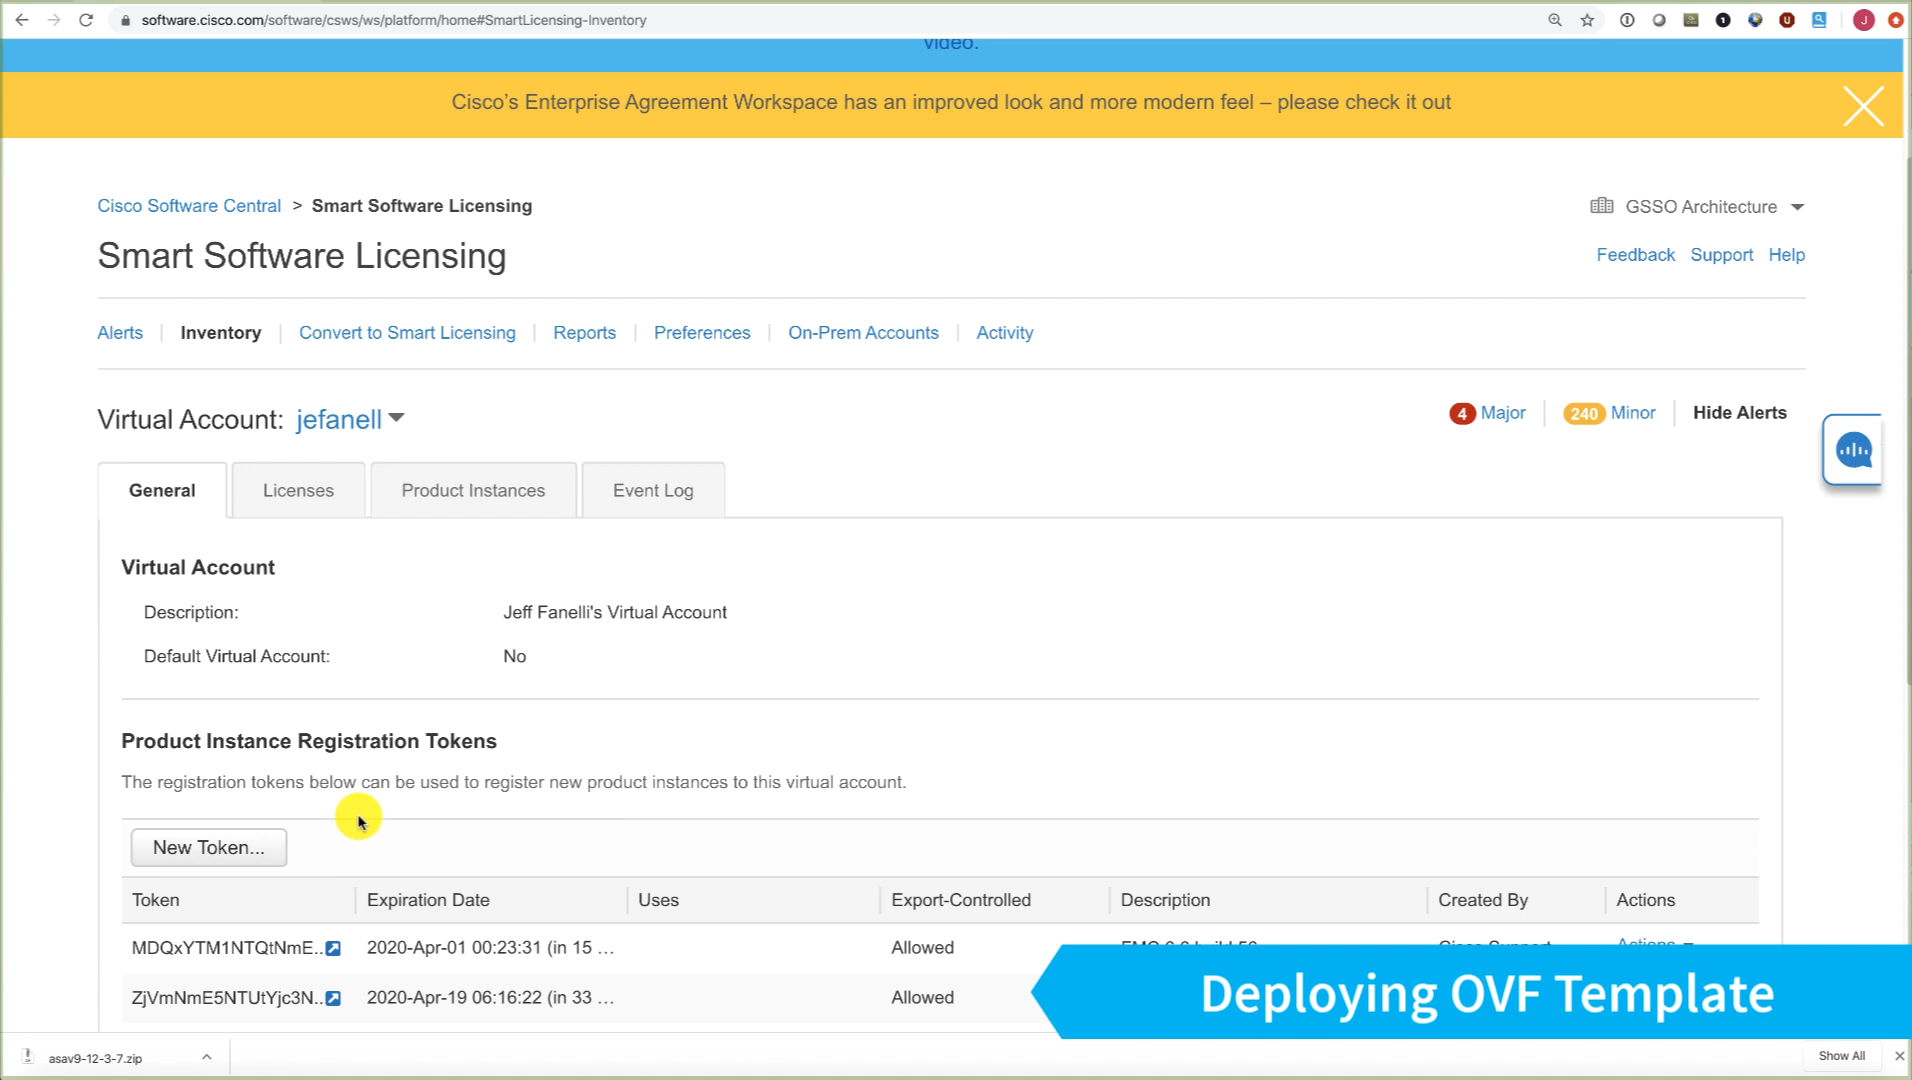 software.cisco.com/software/csws/ws/platform/home#SmartLicensing-Inventory
video.
Cisco's Enterprise Agreement Workspace has an improved look and more modern feel – please check it out
Cisco Software Central > Smart Software Licensing
GSSO Architecture
Smart Software Licensing
Feedback Support Help
Alerts Inventory Convert to Smart Licensing Reports Preferences On-Prem Accounts Activity
Virtual Account: jefanell
4 Major 240 Minor Hide Alerts
General Licenses Product Instances Event Log
Virtual Account
Description: Jeff Fanelli's Virtual Account
Default Virtual Account: No
Product Instance Registration Tokens
The registration tokens below can be used to register new product instances to this virtual account.
New Token...
Token Expiration Date Uses Export-Controlled Description Created By Actions
MDQxYTM1NTQtNmE.. 2020-Apr-01 00:23:31 (in 15 ... Allowed Cisco Support Actions
ZjVmNmE5NTUtYjc3N.. 2020-Apr-19 06:16:22 (in 33 ... Allowed
Deploying OVF Template
asav9-12-3-7.zip
Show All